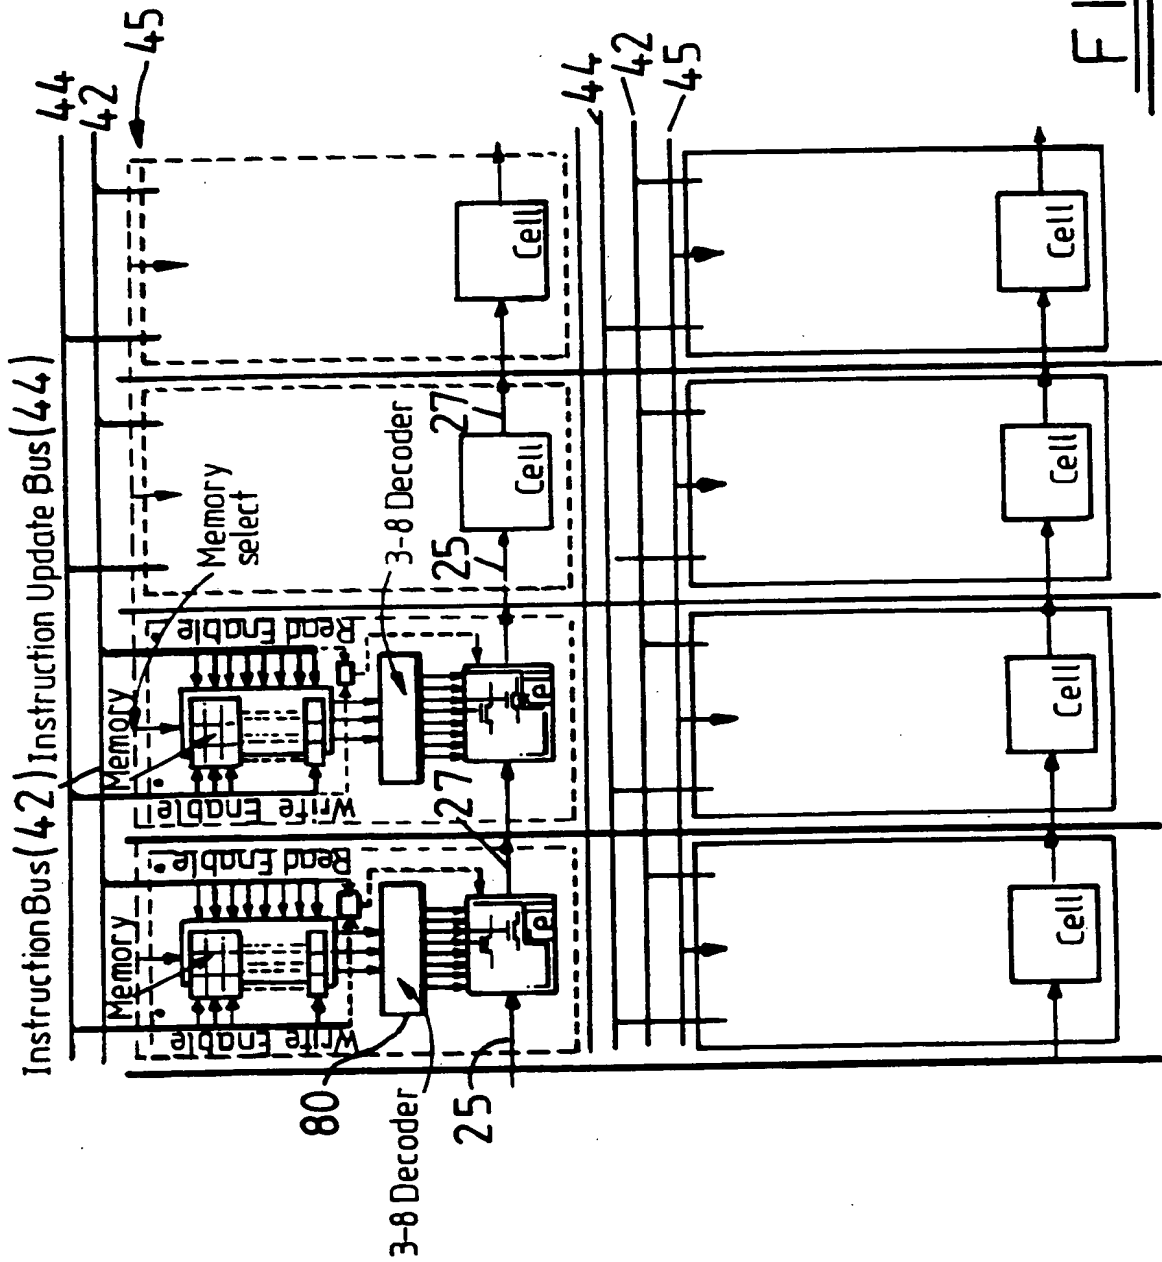 Instruction Bus(42) Instruction Update Bus(44)
44
42
45
Memory
Memory
Memory
select
Write Enable
Read Enable
Write Enable
Read Enable
80
3-8 Decoder
3-8 Decoder
25
27
25
27
e
e
Cell
Cell
44
42
45
Cell
Cell
Cell
Cell